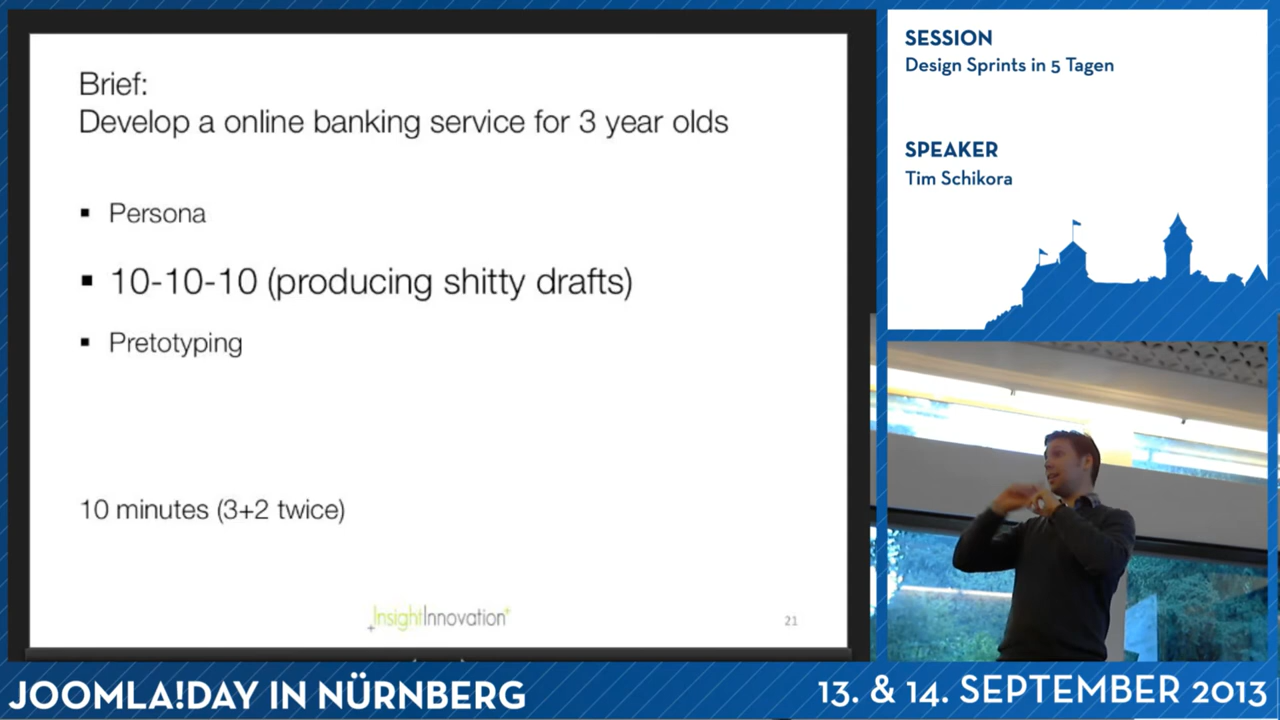 Brief:
Develop a online banking service for 3 year olds
▪ Persona
▪ 10-10-10 (producing shitty drafts)
▪ Pretotyping
10 minutes (3+2 twice)
+InsightInnovation+
21
SESSION
Design Sprints in 5 Tagen
SPEAKER
Tim Schikora
JOOMLA!DAY IN NÜRNBERG
13. & 14. SEPTEMBER 2013